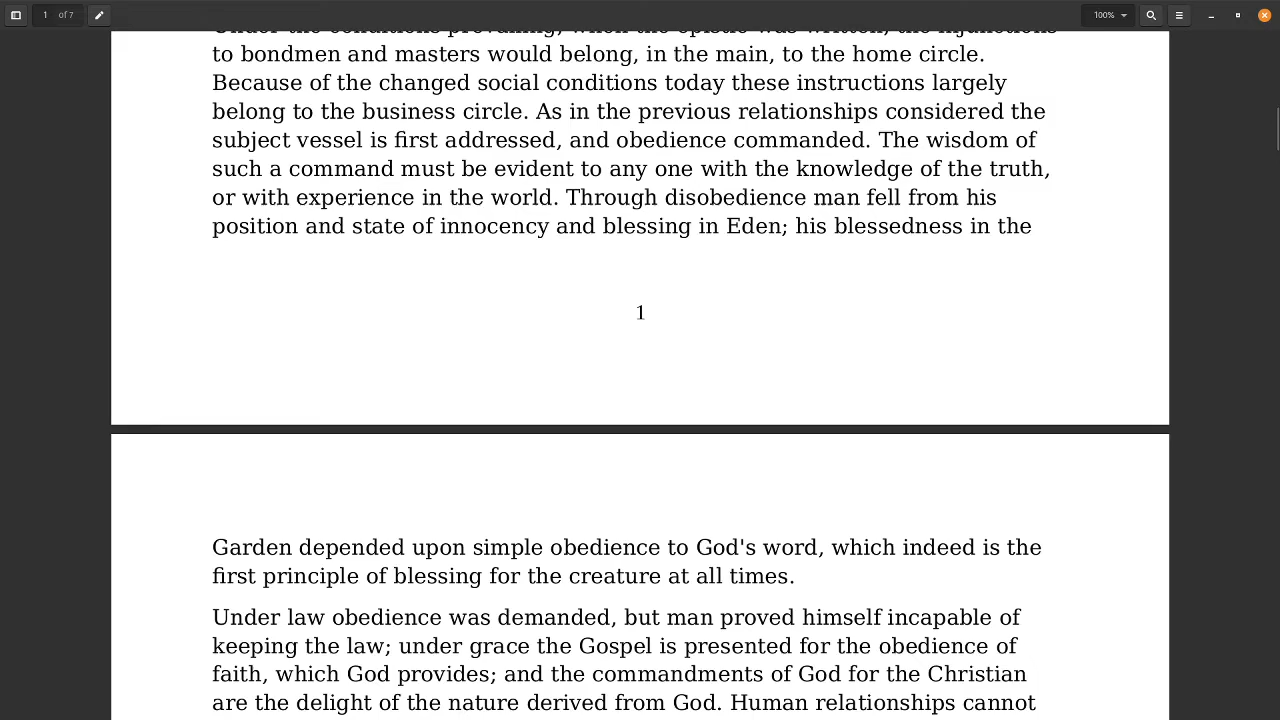 1 of 7
100%
Under the conditions prevailing, when the epistle was written, the injunctions
to bondmen and masters would belong, in the main, to the home circle.
Because of the changed social conditions today these instructions largely
belong to the business circle. As in the previous relationships considered the
subject vessel is first addressed, and obedience commanded. The wisdom of
such a command must be evident to any one with the knowledge of the truth,
or with experience in the world. Through disobedience man fell from his
position and state of innocency and blessing in Eden; his blessedness in the
1
Garden depended upon simple obedience to God's word, which indeed is the
first principle of blessing for the creature at all times.
Under law obedience was demanded, but man proved himself incapable of
keeping the law; under grace the Gospel is presented for the obedience of
faith, which God provides; and the commandments of God for the Christian
are the delight of the nature derived from God. Human relationships cannot